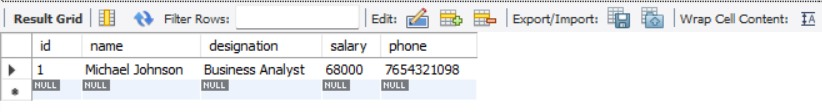 Result Grid Filter Rows: Edit: Export/Import: Wrap Cell Content: IA
id name designation salary phone
1 Michael Johnson Business Analyst 68000 7654321098
NULL NULL NULL NULL NULL